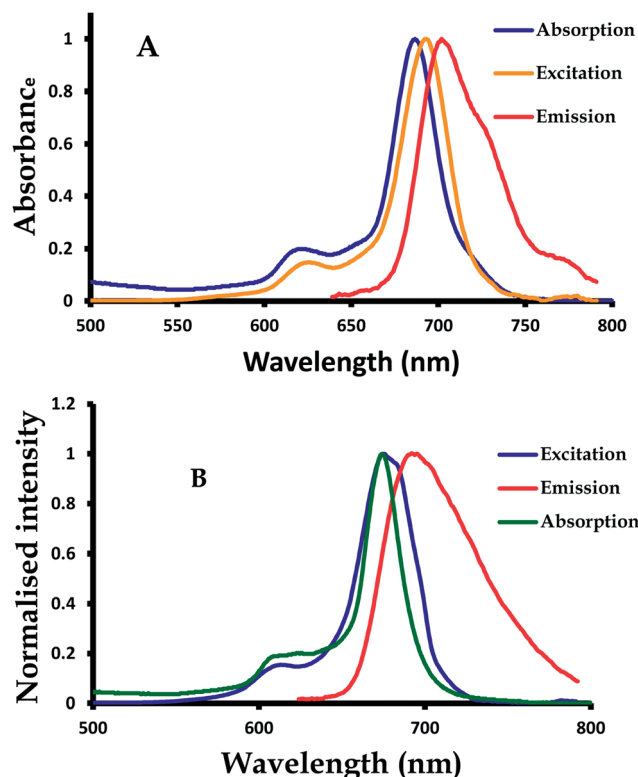 A
Absorbance
1
0.8
0.6
0.4
0.2
0
500 550 600 650 700 750 800
Wavelength (nm)
Absorption
Excitation
Emission
B
Normalised intensity
1.2
1
0.8
0.6
0.4
0.2
0
500 600 700 800
Wavelength (nm)
Excitation
Emission
Absorption